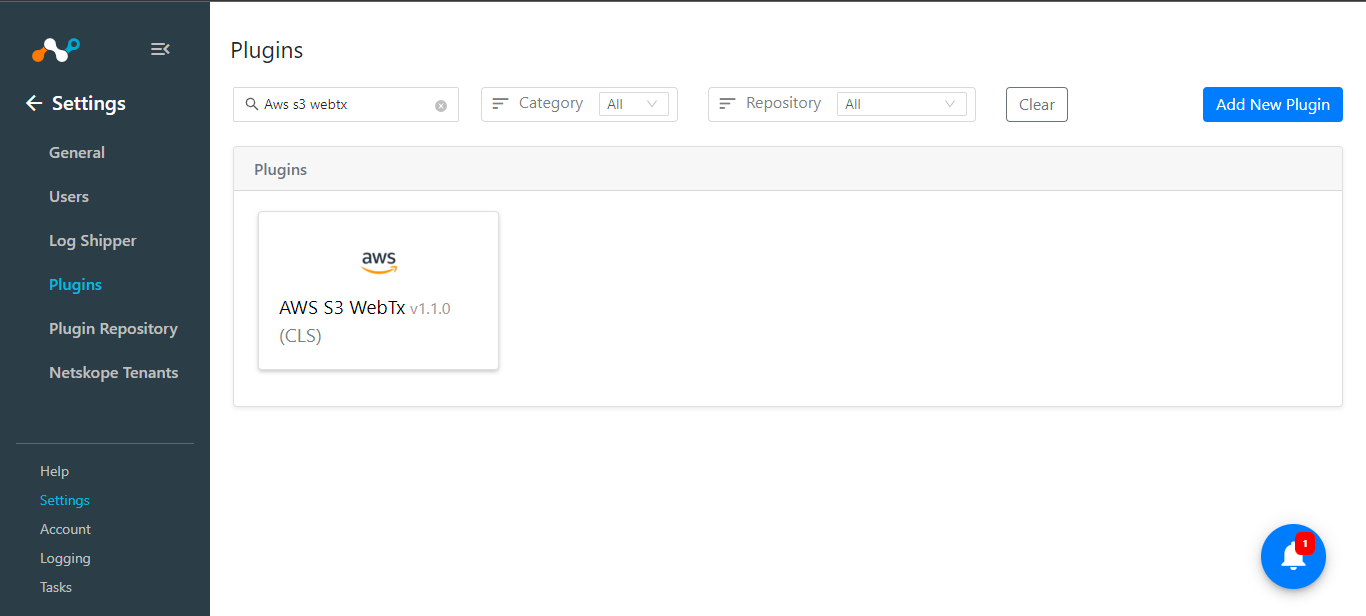 Settings
General
Users
Log Shipper
Plugins
Plugin Repository
Netskope Tenants
Help
Settings
Account
Logging
Tasks
Plugins
Aws s3 webtx
Category All
Repository All
Clear
Add New Plugin
Plugins
aws
AWS S3 WebTx v1.1.0
(CLS)
1